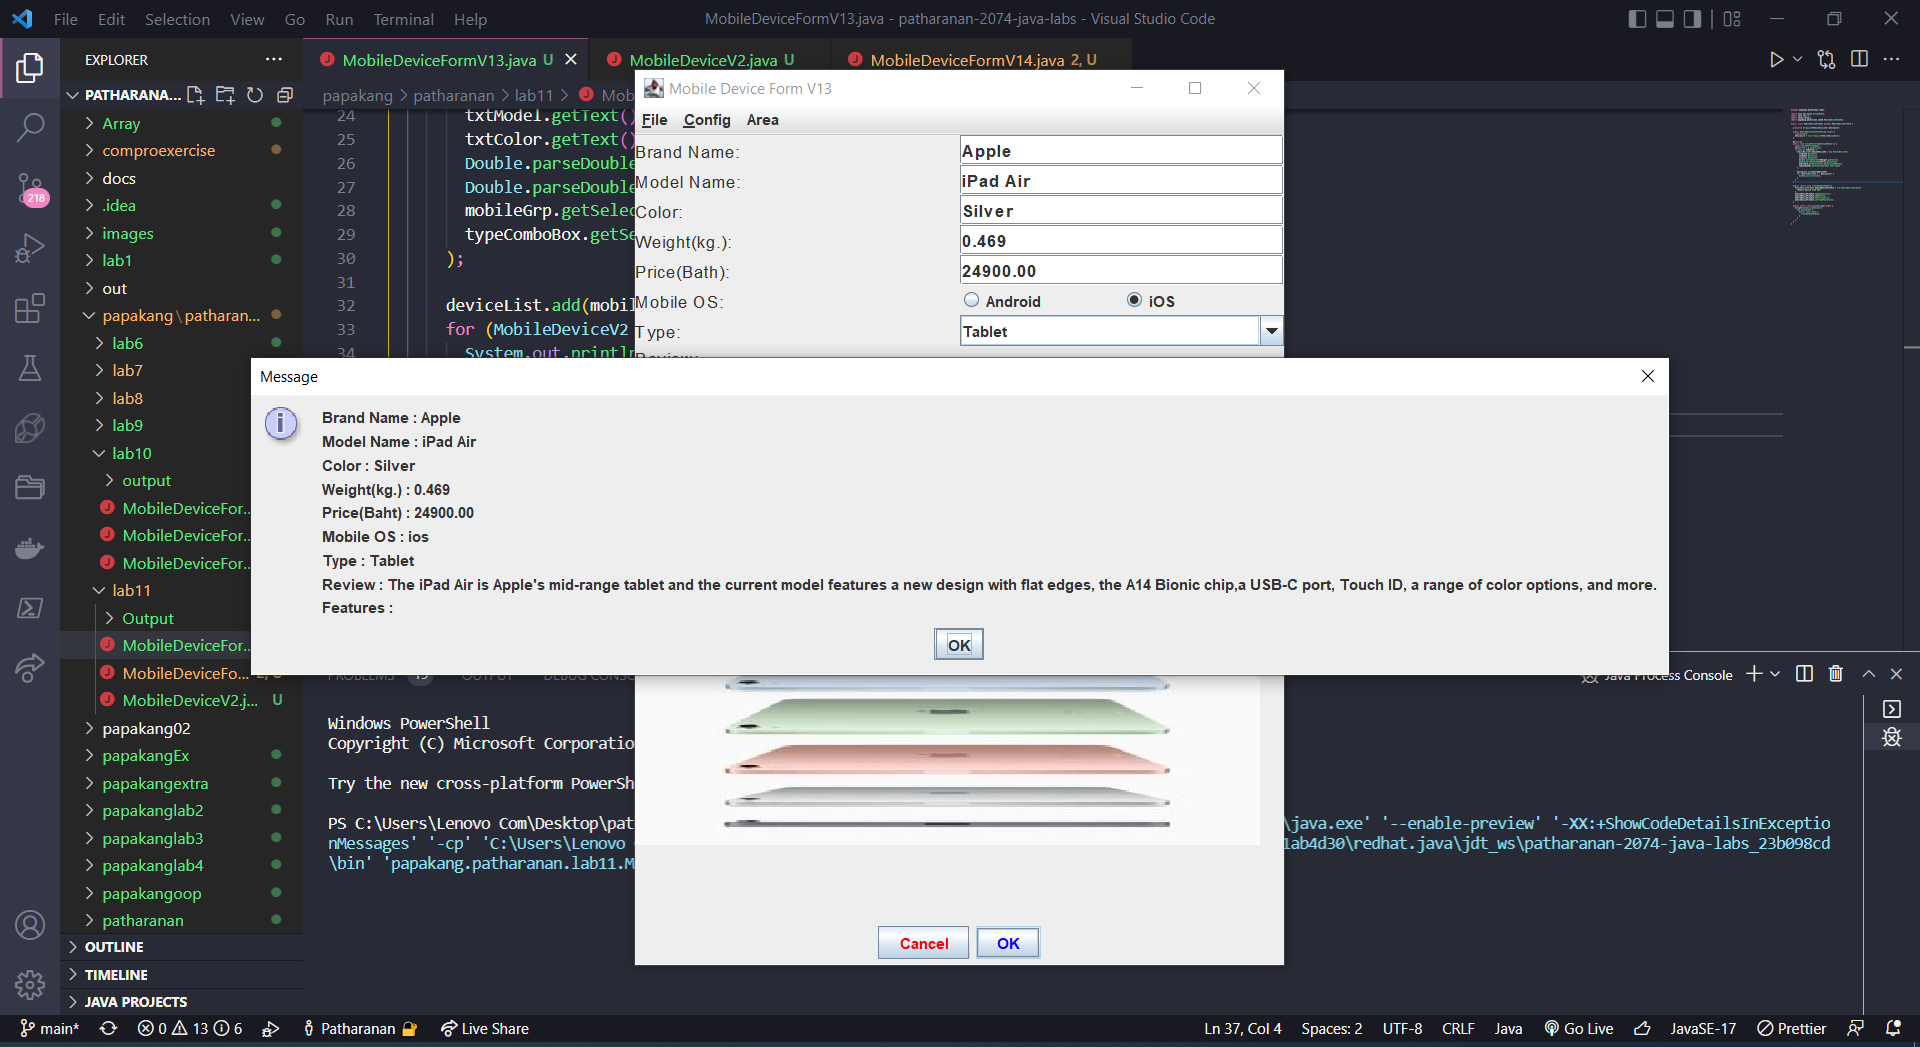 File Edit Selection View Go Run Terminal Help
MobileDeviceFormV13.java - patharanan-2074-java-labs - Visual Studio Code
EXPLORER
PATHARANA...
Array
comproexercise
docs
.idea
images
lab1
out
papakang\patharan...
lab6
lab7
lab8
lab9
lab10
output
MobileDeviceFor...
MobileDeviceFor...
MobileDeviceFor...
lab11
Output
MobileDeviceFor...
MobileDeviceFo...
MobileDeviceV2.j... U
papakang02
papakangEx
papakangextra
papakanglab2
papakanglab3
papakanglab4
papakangoop
patharanan
OUTLINE
TIMELINE
JAVA PROJECTS
218
MobileDeviceFormV13.java U
MobileDeviceV2.java U
MobileDeviceFormV14.java 2, U
papakang > patharanan > lab11 > Mob
24 txtModel.getText()
25 txtColor.getText()
26 Double.parseDouble
27 Double.parseDouble
28 mobileGrp.getSelec
29 typeComboBox.getSe
30 );
31
32 deviceList.add(mobil
33 for (MobileDeviceV2
34 System.out.println
Mobile Device Form V13
File Config Area
Brand Name: Apple
Model Name: iPad Air
Color: Silver
Weight(kg.): 0.469
Price(Bath): 24900.00
Mobile OS: Android iOS
Type: Tablet
Review:
Message
Brand Name : Apple
Model Name : iPad Air
Color : Silver
Weight(kg.) : 0.469
Price(Baht) : 24900.00
Mobile OS : ios
Type : Tablet
Review : The iPad Air is Apple's mid-range tablet and the current model features a new design with flat edges, the A14 Bionic chip,a USB-C port, Touch ID, a range of color options, and more.
Features :
OK
PROBLEMS OUTPUT DEBUG CONSO
Java Process Console
Windows PowerShell
Copyright (C) Microsoft Corporatio
Try the new cross-platform PowerSh
PS C:\Users\Lenovo Com\Desktop\pat \java.exe' '--enable-preview' '-XX:+ShowCodeDetailsInExceptio
nMessages' '-cp' 'C:\Users\Lenovo lab4d30\redhat.java\jdt_ws\patharanan-2074-java-labs_23b098cd
\bin' 'papakang.patharanan.lab11.M
Cancel OK
main* 0 13 6 Patharanan Live Share
Ln 37, Col 4 Spaces: 2 UTF-8 CRLF Java Go Live JavaSE-17 Prettier